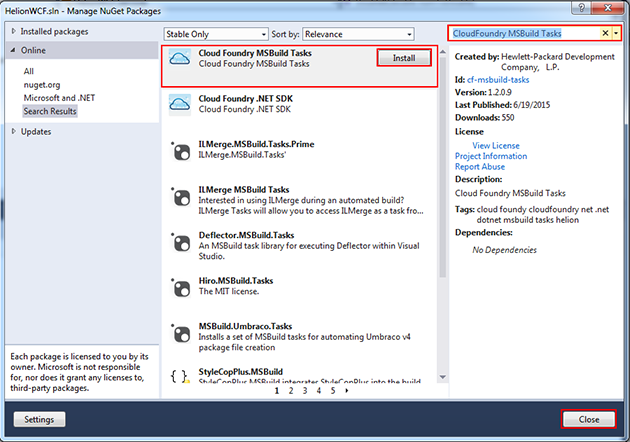 HelionWCF.sln - Manage NuGet Packages
Installed packages
Online
All
nuget.org
Microsoft and .NET
Search Results
Updates
Each package is licensed to you by its
owner. Microsoft is not responsible
for, nor does it grant any licenses to,
third-party packages.
Stable Only
Sort by: Relevance
Cloud Foundry MSBuild Tasks
Cloud Foundry MSBuild Tasks
Install
Cloud Foundry .NET SDK
Cloud Foundry .NET SDK
ILMerge.MSBuild.Tasks.Prime
ILMerge.MSBuild.Tasks'
ILMerge MSBuild Tasks
Interested in using ILMerge during an automated build?
ILMerge Tasks will allow you to access ILMerge as a task from...
Deflector.MSBuild.Tasks
An MSBuild task library for executing Deflector within Visual
Studio.
Hiro.MSBuild.Tasks
The MIT license.
MSBuild.Umbraco.Tasks
Installs a set of MSBuild tasks for automating Umbraco v4
package file creation
StyleCopPlus.MSBuild
StyleCopPlus.MSBuild integrates StyleCopPlus into the build
1 2 3 4 5
CloudFoundry MSBuild Tasks
Created by: Hewlett-Packard Development
Company, L.P.
Id: cf-msbuild-tasks
Version: 1.2.0.9
Last Published: 6/19/2015
Downloads: 550
License
View License
Project Information
Report Abuse
Description:
Cloud Foundry MSBuild Tasks
Tags: cloud foundy cloudfoundry net .net
dotnet msbuild tasks helion
Dependencies:
No Dependencies
Settings
Close